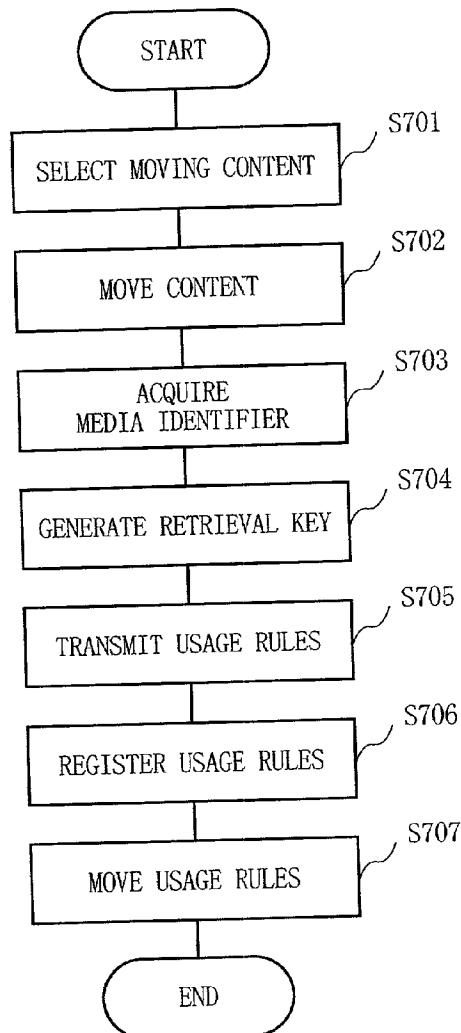 START
S701
SELECT MOVING CONTENT
S702
MOVE CONTENT
S703
ACQUIRE
MEDIA IDENTIFIER
S704
GENERATE RETRIEVAL KEY
S705
TRANSMIT USAGE RULES
S706
REGISTER USAGE RULES
S707
MOVE USAGE RULES
END